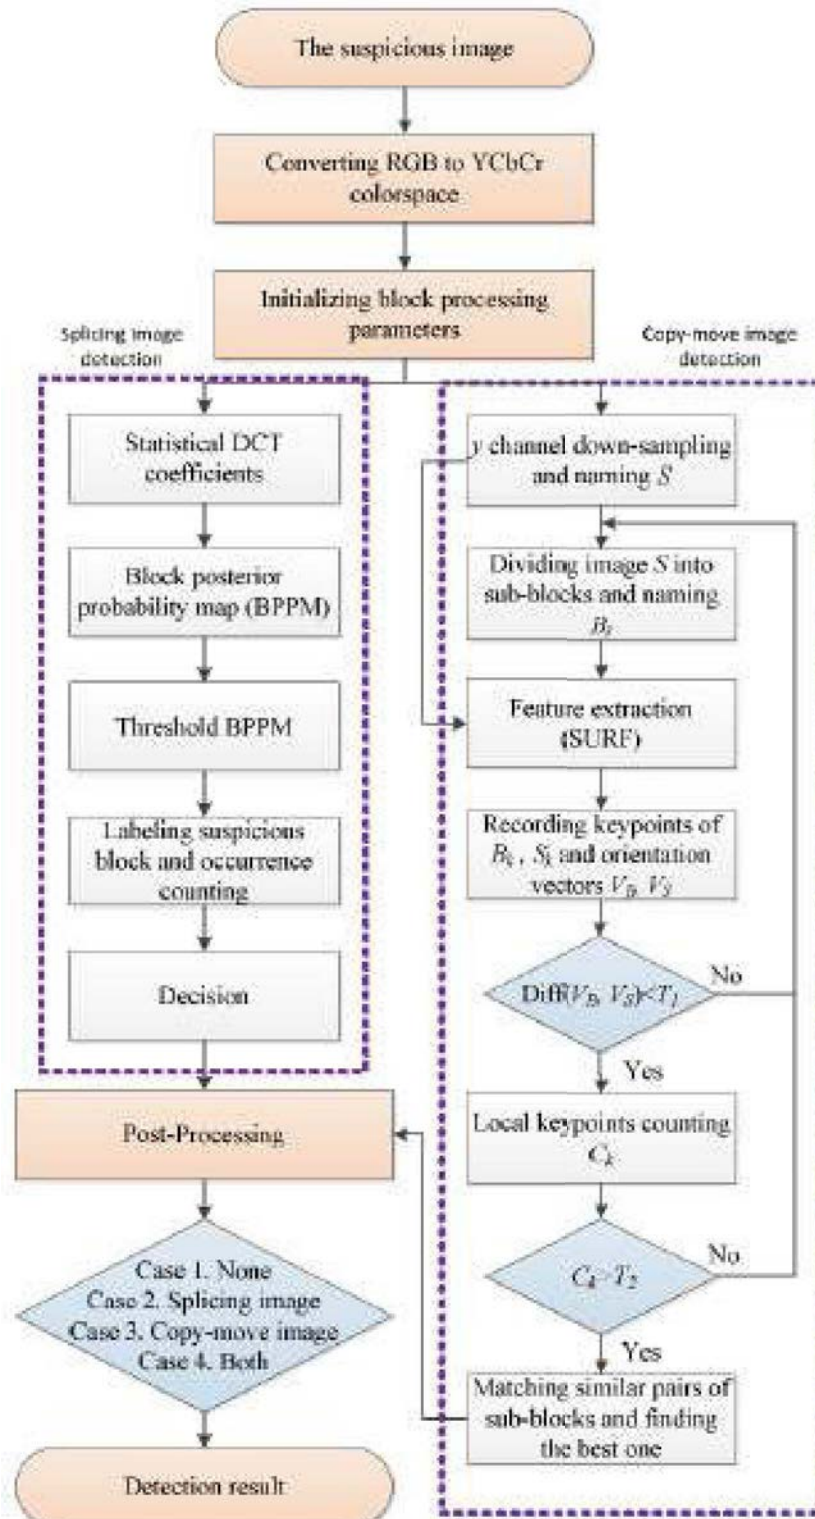 The suspicious image
Converting RGB to YCbCr
colorspace
Initializing block processing
parameters
Splicing image
detection
Statistical DCT
coefficients
Block posterior
probability map (BPPM)
Threshold BPPM
Labeling suspicious
block and occurrence
counting
Decision
Post-Processing
Case 1. None
Case 2. Splicing image
Case 3. Copy-move image
Case 4. Both
Detection result
Copy-move image
detection
y channel down-sampling
and naming S
Dividing image S into
sub-blocks and naming
Feature extraction
(SURF)
Recording keypoints of
Bk, Sk and orientation
vectors VB, VS
Diff(VB, VS)<T1
No
Yes
Local keypoints counting
Ck
Ck>T2
No
Yes
Matching similar pairs of
sub-blocks and finding
the best one